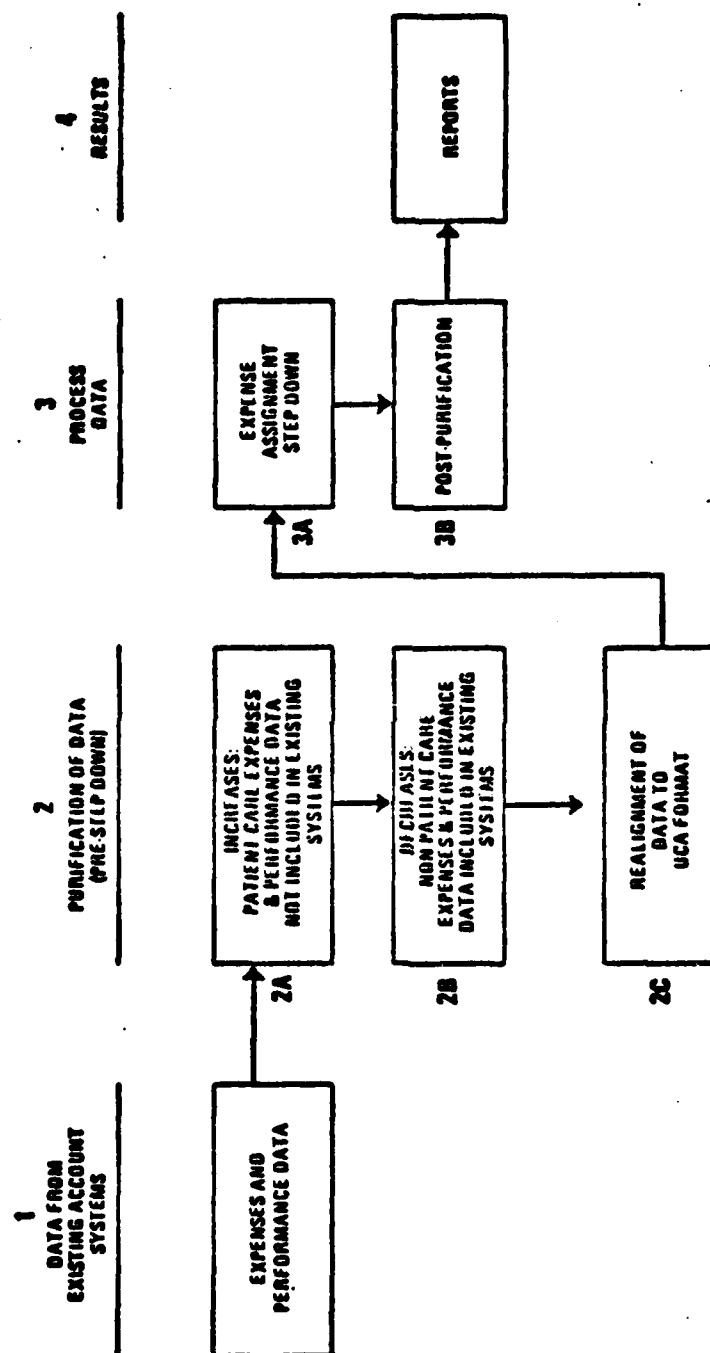 1
DATA FROM
EXISTING ACCOUNT
SYSTEMS
EXPENSES AND
PERFORMANCE DATA
2
PURIFICATION OF DATA
(PRE-STEP DOWN)
INCREASES:
PATIENT CARE EXPENSES
& PERFORMANCE DATA
NOT INCLUDED IN EXISTING
SYSTEMS
2A
DECREASES:
NON PATIENT CARE
EXPENSES & PERFORMANCE
DATA INCLUDED IN EXISTING
SYSTEMS
2B
REALIGNMENT OF
DATA TO
UCA FORMAT
2C
3
PROCESS
DATA
EXPENSE
ASSIGNMENT
STEP DOWN
3A
POST-PURIFICATION
3B
4
RESULTS
REPORTS